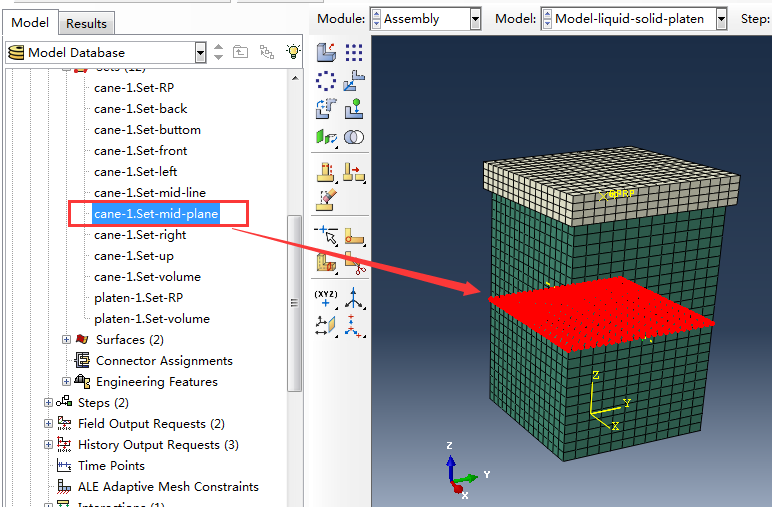 Model Results
Module: Assembly Model: Model-liquid-solid-platen Step:
Model Database
Sets (12)
cane-1.Set-RP
cane-1.Set-back
cane-1.Set-buttom
cane-1.Set-front
cane-1.Set-left
cane-1.Set-mid-line
cane-1.Set-mid-plane
cane-1.Set-right
cane-1.Set-up
cane-1.Set-volume
platen-1.Set-RP
platen-1.Set-volume
Surfaces (2)
Connector Assignments
Engineering Features
Steps (2)
Field Output Requests (2)
History Output Requests (3)
Time Points
ALE Adaptive Mesh Constraints
Interactions (1)
(XYZ)
Z
Y
X
Z
Y
X